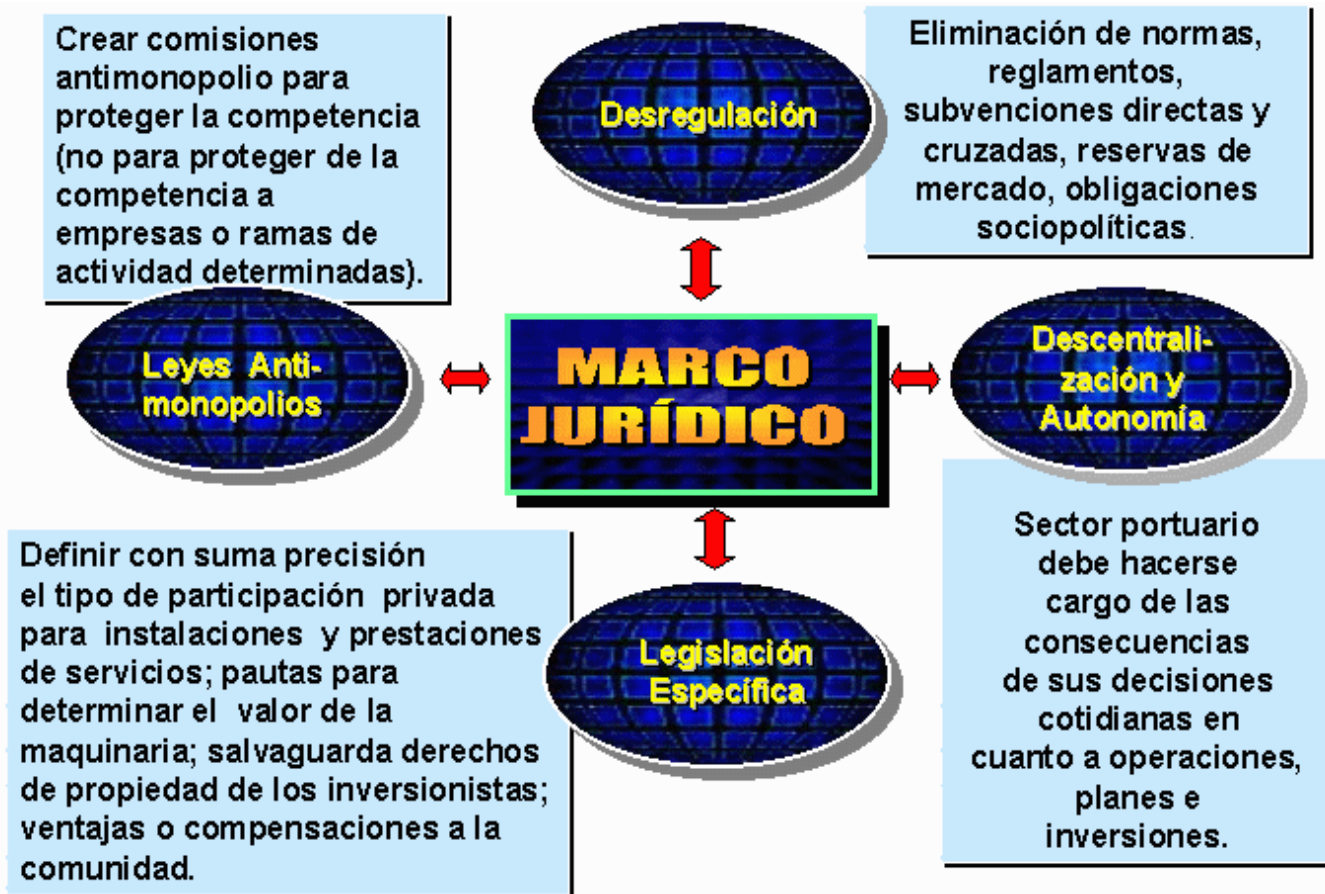 Crear comisiones
antimonopolio para
proteger la competencia
(no para proteger de la
competencia a
empresas o ramas de
actividad determinadas).
Desregulación
Eliminación de normas,
reglamentos,
subvenciones directas y
cruzadas, reservas de
mercado, obligaciones
sociopolíticas.
Leyes Anti-
monopolios
MARCO
JURÍDICO
Descentrali-
zación y
Autonomía
Definir con suma precisión
el tipo de participación privada
para instalaciones y prestaciones
de servicios; pautas para
determinar el valor de la
maquinaria; salvaguarda derechos
de propiedad de los inversionistas;
ventajas o compensaciones a la
comunidad.
Legislación
Específica
Sector portuario
debe hacerse
cargo de las
consecuencias
de sus decisiones
cotidianas en
cuanto a operaciones,
planes e
inversiones.